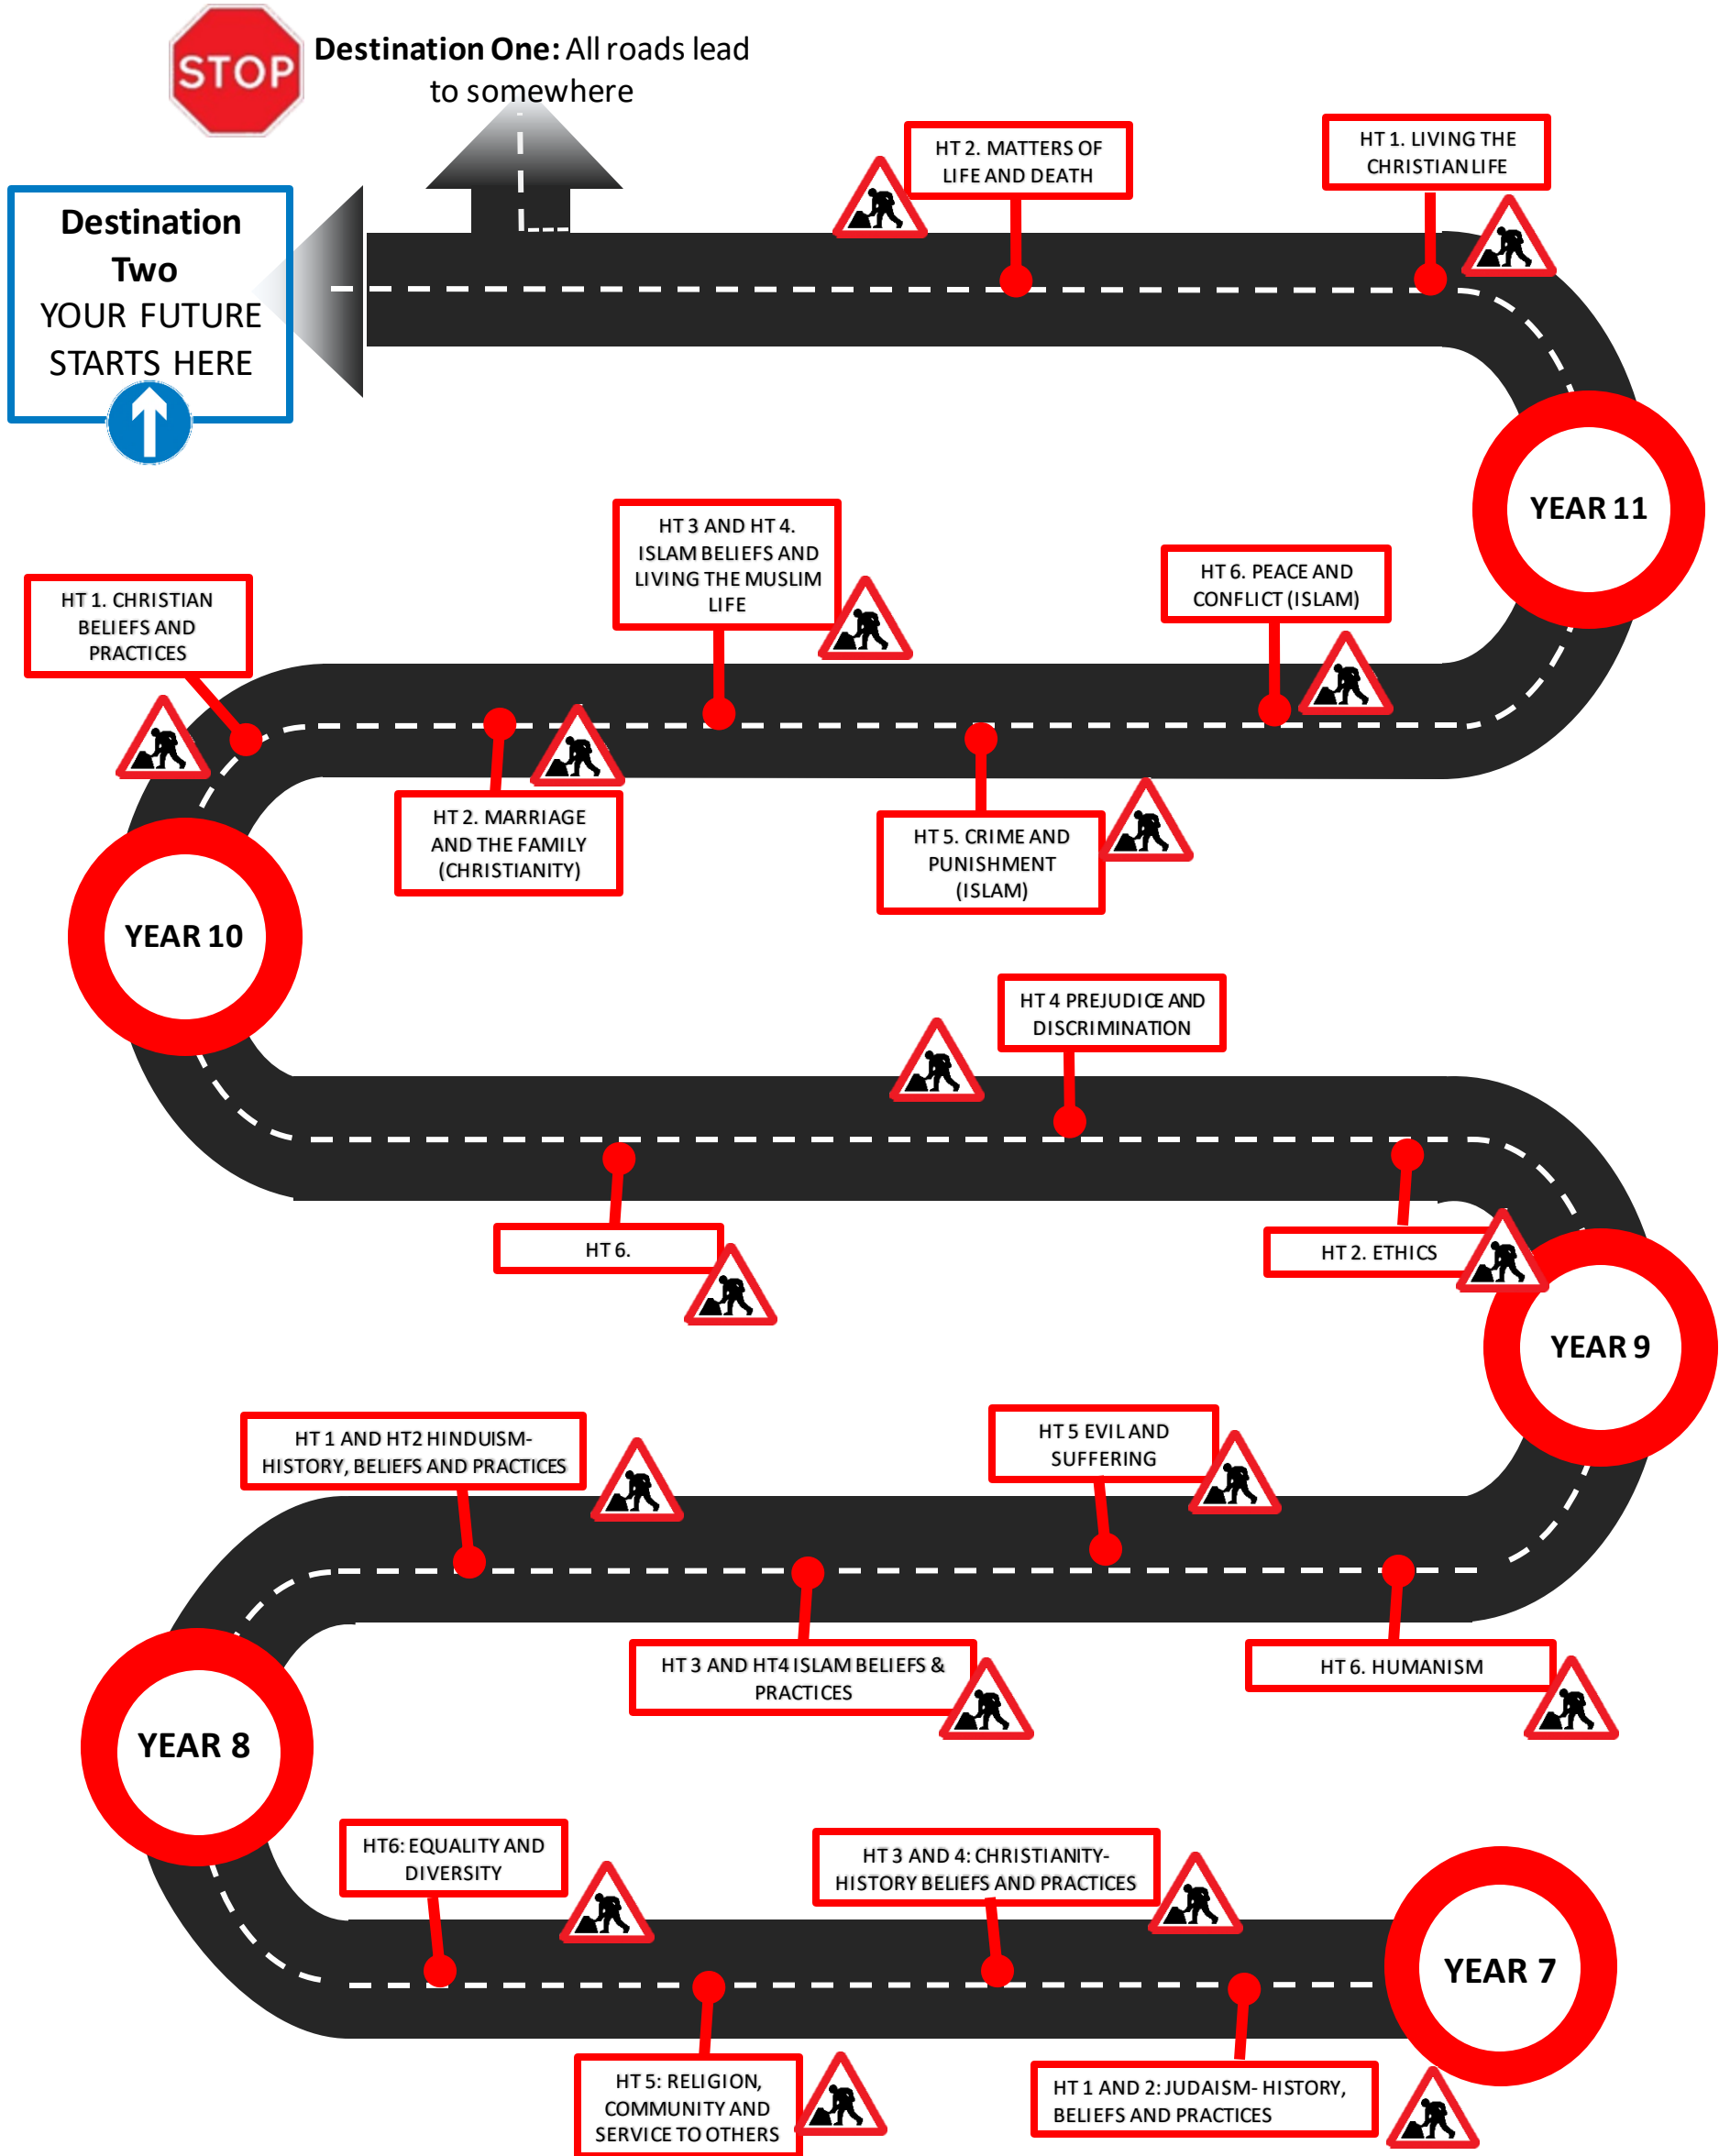 STOP
Destination One: All roads lead
to somewhere
HT 2. MATTERS OF
LIFE AND DEATH
HT 1. LIVING THE
CHRISTIAN LIFE
Destination
Two
YOUR FUTURE
STARTS HERE
YEAR 11
HT 3 AND HT 4.
ISLAM BELIEFS AND
LIVING THE MUSLIM
LIFE
HT 6. PEACE AND
CONFLICT (ISLAM)
HT 1. CHRISTIAN
BELIEFS AND
PRACTICES
HT 2. MARRIAGE
AND THE FAMILY
(CHRISTIANITY)
HT 5. CRIME AND
PUNISHMENT
(ISLAM)
YEAR 10
HT 4 PREJUDICE AND
DISCRIMINATION
HT 6.
HT 2. ETHICS
YEAR 9
HT 1 AND HT2 HINDUISM-
HISTORY, BELIEFS AND PRACTICES
HT 5 EVIL AND
SUFFERING
HT 3 AND HT4 ISLAM BELIEFS &
PRACTICES
HT 6. HUMANISM
YEAR 8
HT6: EQUALITY AND
DIVERSITY
HT 3 AND 4: CHRISTIANITY-
HISTORY BELIEFS AND PRACTICES
YEAR 7
HT 5: RELIGION,
COMMUNITY AND
SERVICE TO OTHERS
HT 1 AND 2: JUDAISM- HISTORY,
BELIEFS AND PRACTICES